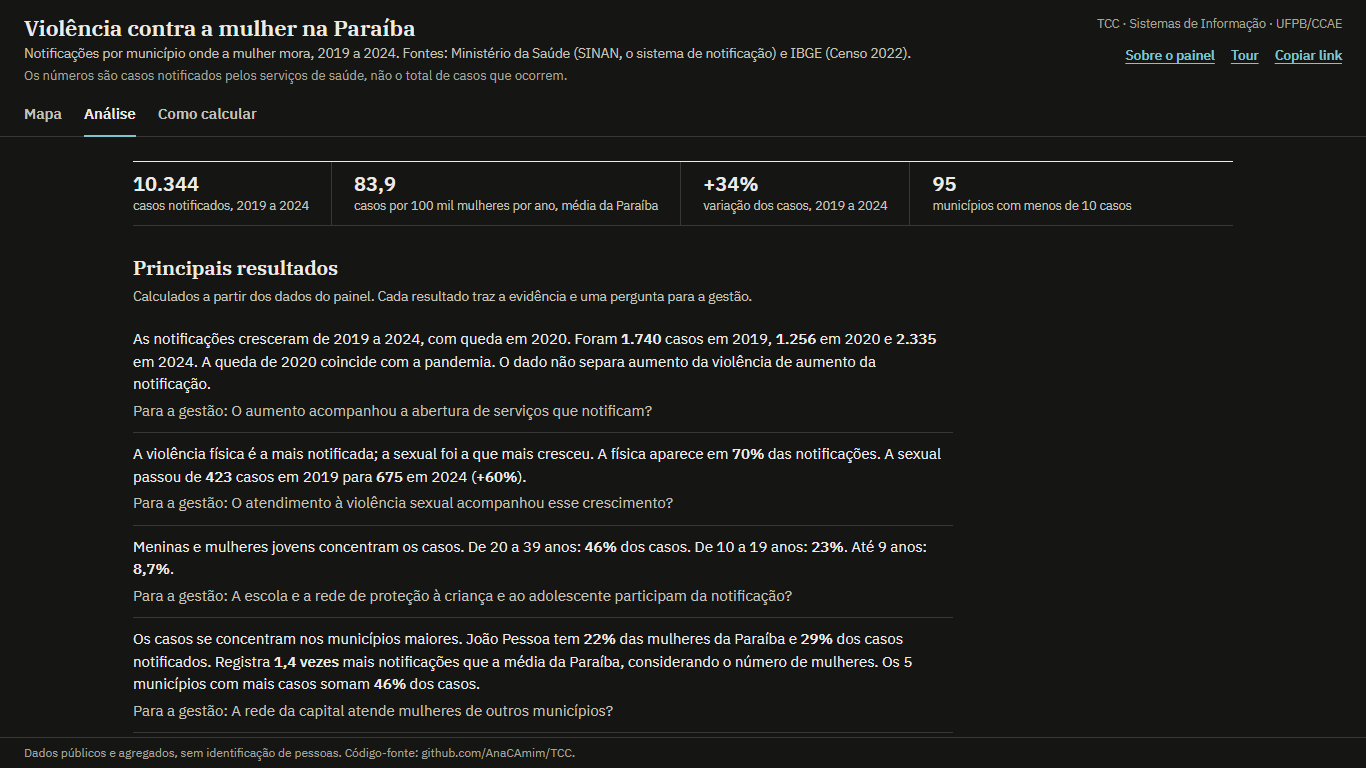 Violência contra a mulher na Paraíba
TCC · Sistemas de Informação · UFPB/CCAE
Notificações por município onde a mulher mora, 2019 a 2024. Fontes: Ministério da Saúde (SINAN, o sistema de notificação) e IBGE (Censo 2022).
Sobre o painel Tour Copiar link
Os números são casos notificados pelos serviços de saúde, não o total de casos que ocorrem.
Mapa Análise Como calcular
10.344
casos notificados, 2019 a 2024
83,9
casos por 100 mil mulheres por ano, média da Paraíba
+34%
variação dos casos, 2019 a 2024
95
municípios com menos de 10 casos
Principais resultados
Calculados a partir dos dados do painel. Cada resultado traz a evidência e uma pergunta para a gestão.
As notificações cresceram de 2019 a 2024, com queda em 2020. Foram 1.740 casos em 2019, 1.256 em 2020 e 2.335
em 2024. A queda de 2020 coincide com a pandemia. O dado não separa aumento da violência de aumento da
notificação.
Para a gestão: O aumento acompanhou a abertura de serviços que notificam?
A violência física é a mais notificada; a sexual foi a que mais cresceu. A física aparece em 70% das notificações. A sexual
passou de 423 casos em 2019 para 675 em 2024 (+60%).
Para a gestão: O atendimento à violência sexual acompanhou esse crescimento?
Meninas e mulheres jovens concentram os casos. De 20 a 39 anos: 46% dos casos. De 10 a 19 anos: 23%. Até 9 anos:
8,7%.
Para a gestão: A escola e a rede de proteção à criança e ao adolescente participam da notificação?
Os casos se concentram nos municípios maiores. João Pessoa tem 22% das mulheres da Paraíba e 29% dos casos
notificados. Registra 1,4 vezes mais notificações que a média da Paraíba, considerando o número de mulheres. Os 5
municípios com mais casos somam 46% dos casos.
Para a gestão: A rede da capital atende mulheres de outros municípios?
Dados públicos e agregados, sem identificação de pessoas. Código-fonte: github.com/AnaCAmim/TCC.